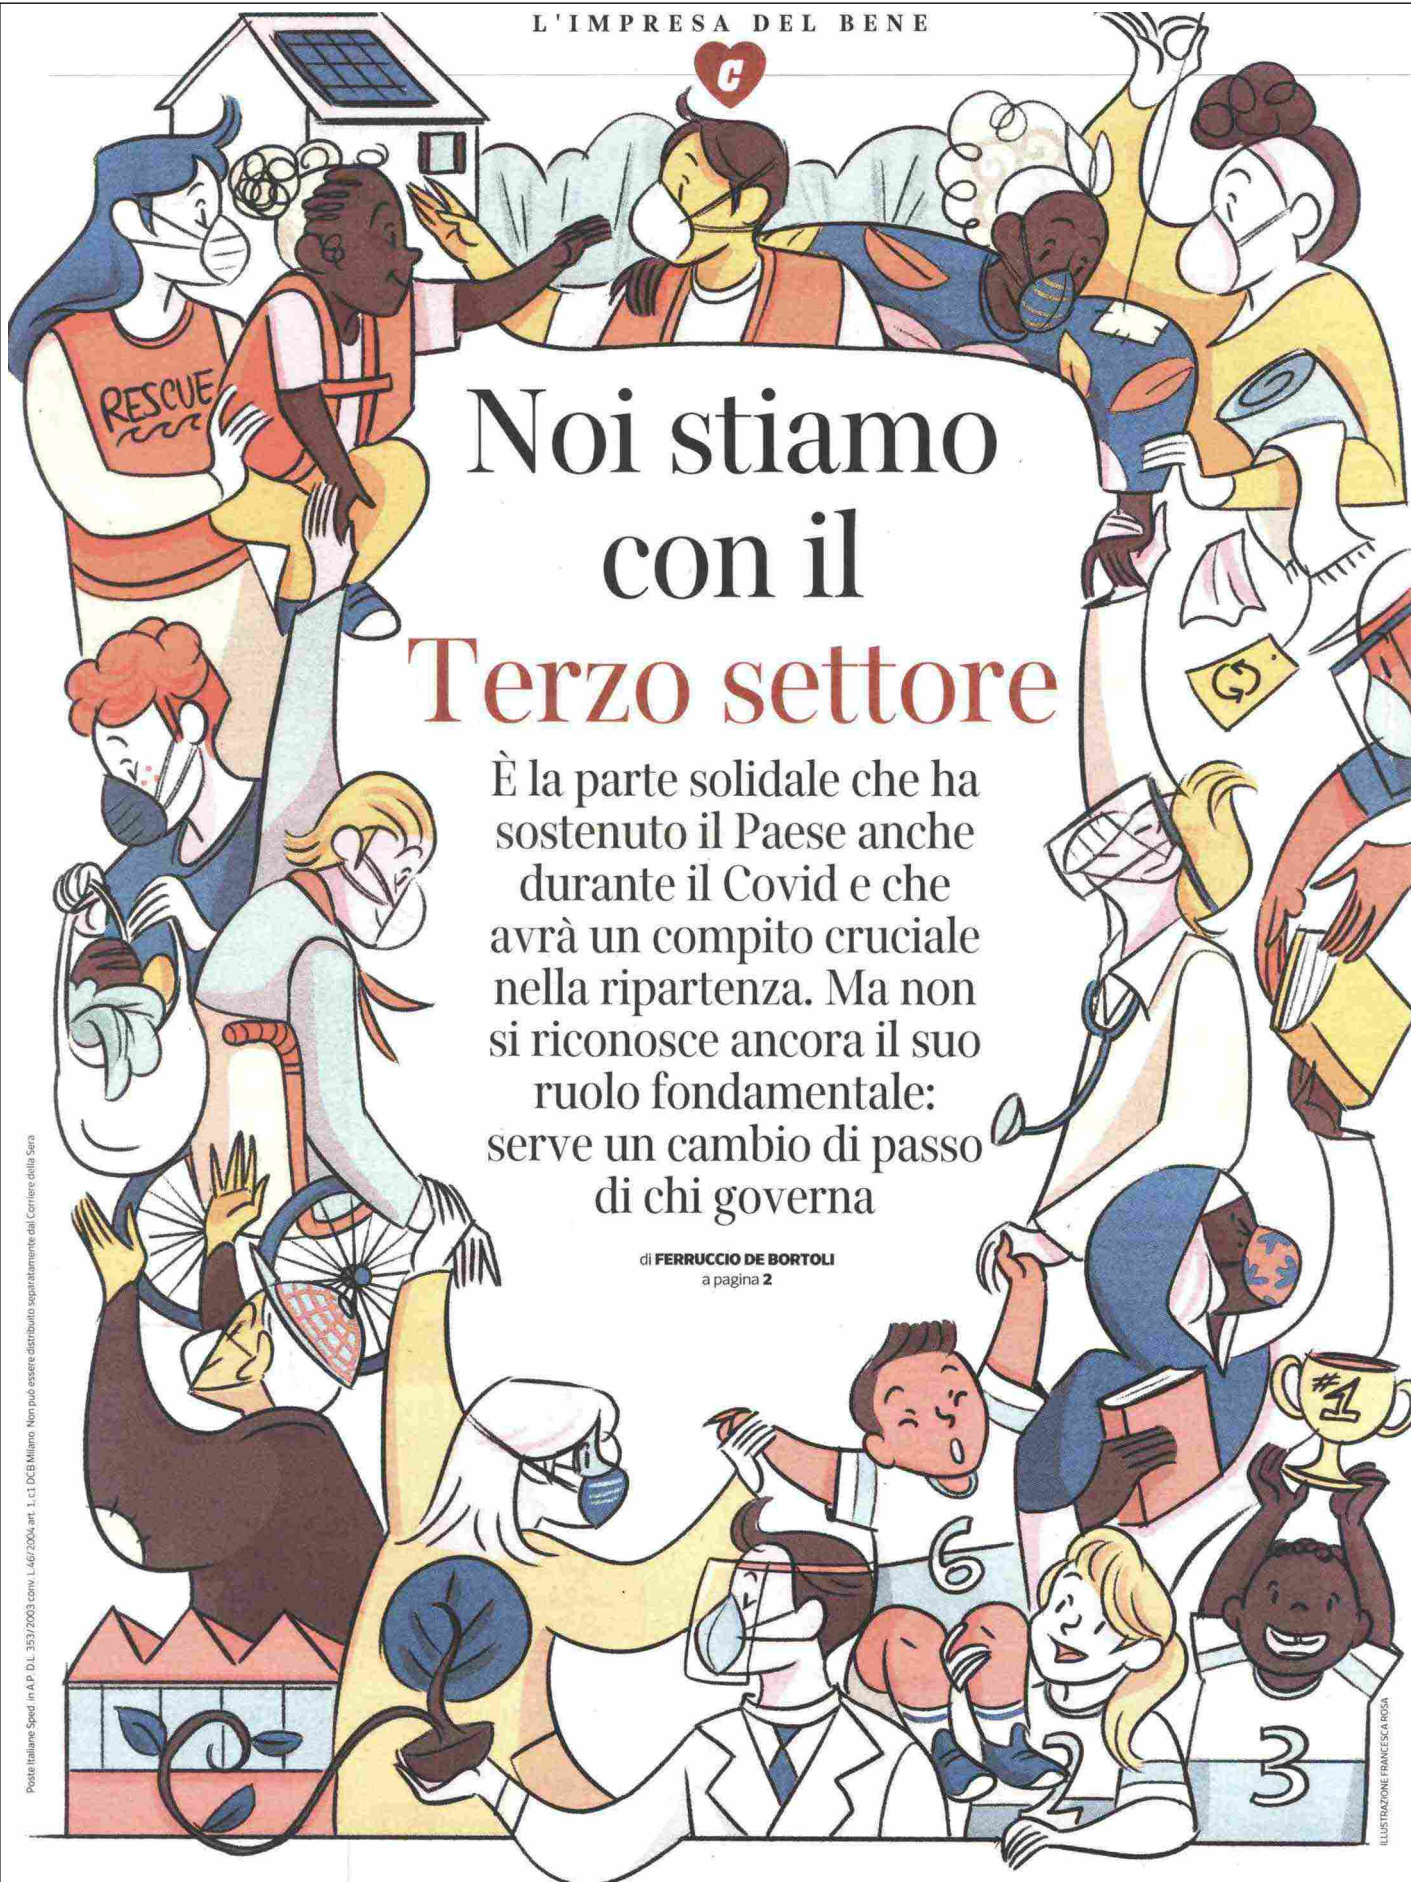 L'IMPRESA DEL BENE
C
Noi stiamo
con il
Terzo settore
È la parte solidale che ha
sostenuto il Paese anche
durante il Covid e che
avrà un compito cruciale
nella ripartenza. Ma non
si riconosce ancora il suo
ruolo fondamentale:
serve un cambio di passo
di chi governa
di FERRUCCIO DE BORTOLI
a pagina 2
RESCUE
#1
6
2
3
Poste Italiane Sped. in A.P. D.L. 353/2003 conv. L.46/2004 art. 1, c1 DCB Milano. Non può essere distribuito separatamente dal Corriere della Sera
ILLUSTRAZIONE FRANCESCA ROSA